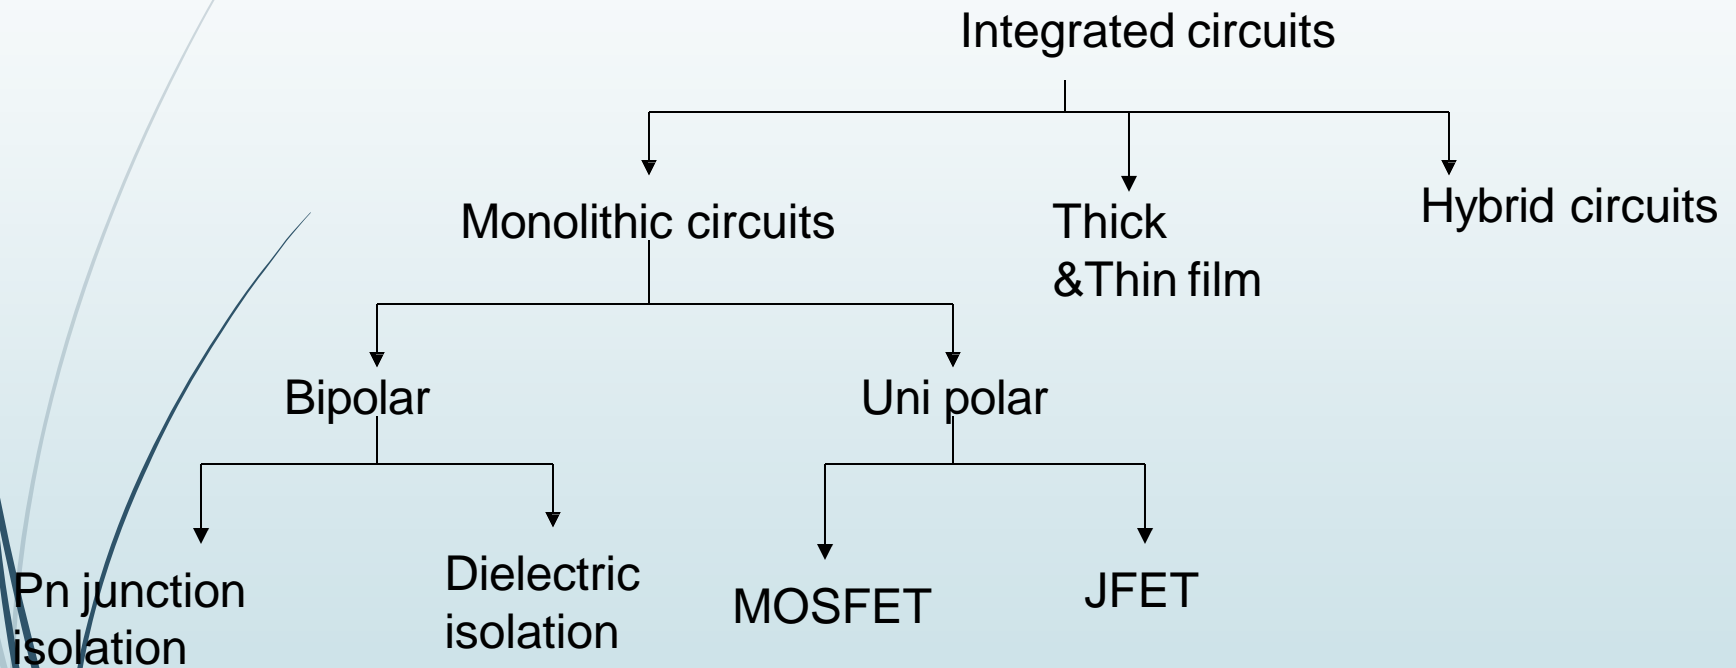 Integrated circuits
Monolithic circuits
Thick
&Thin film
Hybrid circuits
Bipolar
Uni polar
Pn junction
isolation
Dielectric
isolation
MOSFET
JFET